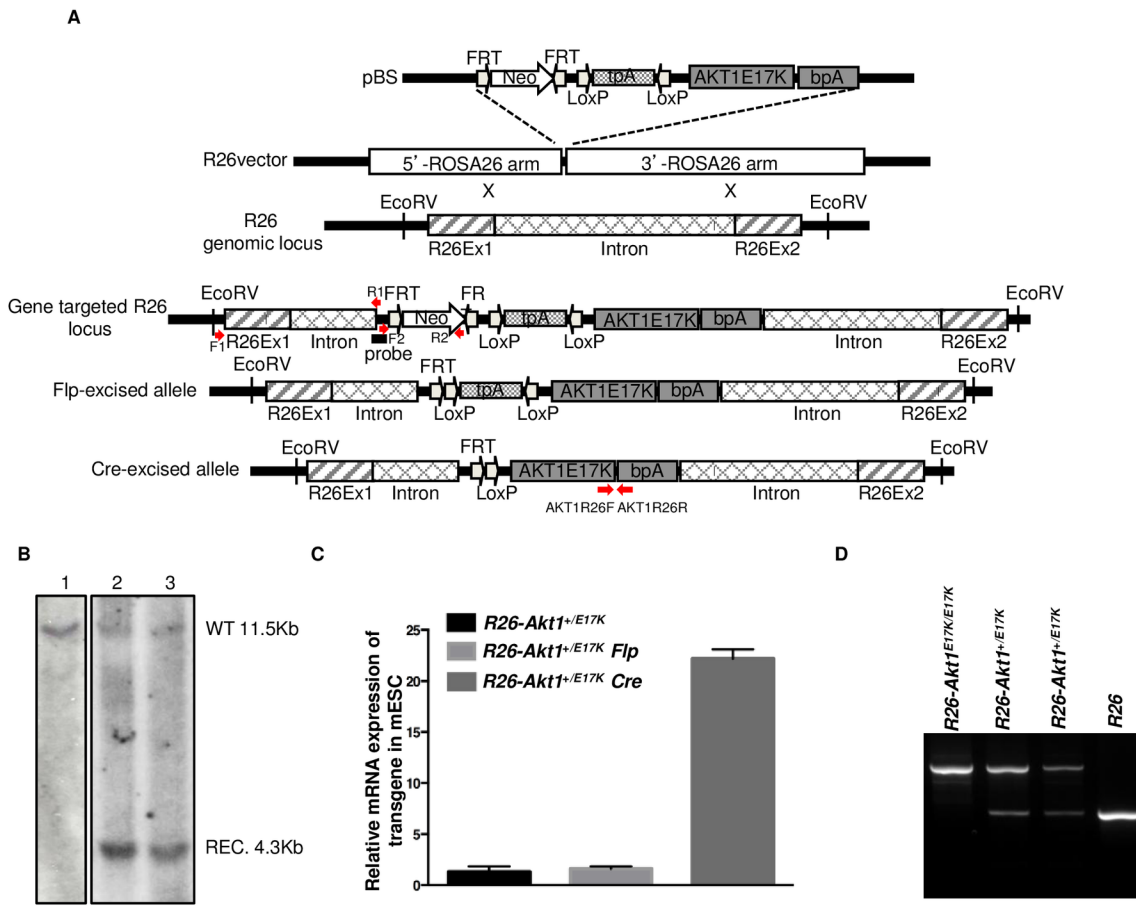 A
FRT FRT
pBS Neo tpA AKT1E17K bpA
LoxP LoxP
R26vector 5’-ROSA26 arm 3’-ROSA26 arm
X X
EcoRV EcoRV
R26
genomic locus
R26Ex1 Intron R26Ex2
EcoRV R1 FRT FR EcoRV
Gene targeted R26
locus
Neo tpA AKT1E17K bpA
F1 R26Ex1 Intron F2 R2 LoxP LoxP Intron R26Ex2
probe
EcoRV FRT EcoRV
Flp-excised allele tpA AKT1E17K bpA
R26Ex1 Intron LoxP LoxP Intron R26Ex2
EcoRV FRT EcoRV
Cre-excised allele AKT1E17K bpA
R26Ex1 Intron LoxP Intron R26Ex2
AKT1R26F AKT1R26R
B
1 2 3
WT 11.5Kb
REC. 4.3Kb
C
Relative mRNA expression of
transgene in mESC
25
20
15
10
5
0
R26-Akt1+/E17K
R26-Akt1+/E17K Flp
R26-Akt1+/E17K Cre
D
R26-Akt1E17K/E17K
R26-Akt1+/E17K
R26-Akt1+/E17K
R26